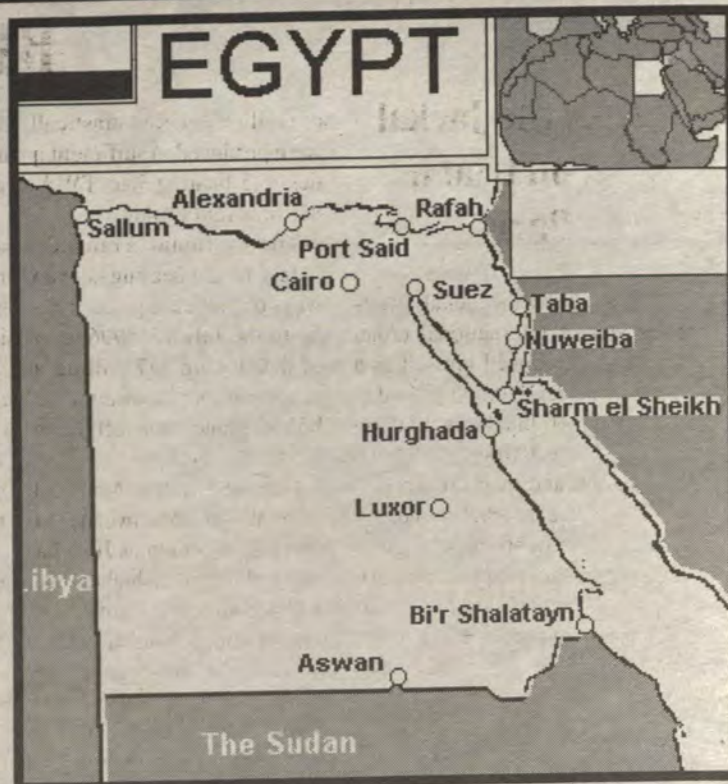 EGYPT
Alexandria
Rafah
Sallum
Port Said
Cairo
Suez
Taba
Nuweiba
Sharm el Sheikh
Hurghada
Luxor
Libya
Bi'r Shalatayn
Aswan
The Sudan